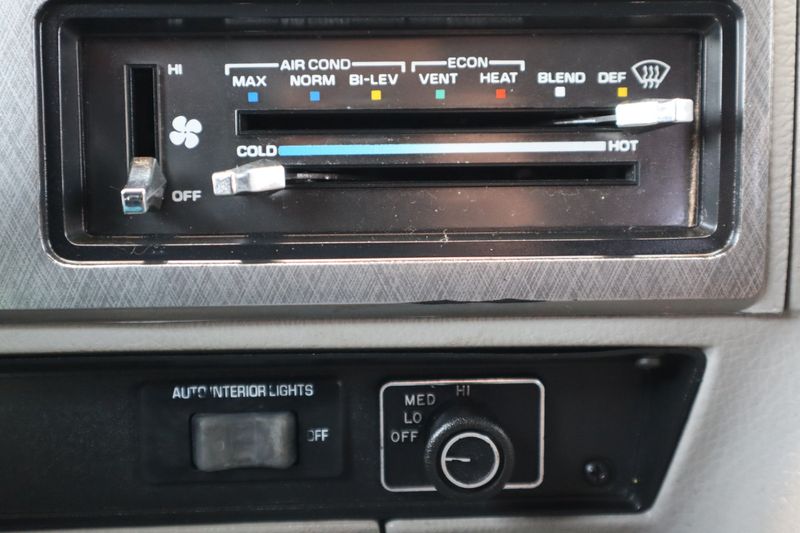 HI
AIR COND ECON
MAX NORM BI-LEV VENT HEAT BLEND DEF
COLD HOT
OFF
AUTO INTERIOR LIGHTS
OFF
HI
MED
LO
OFF